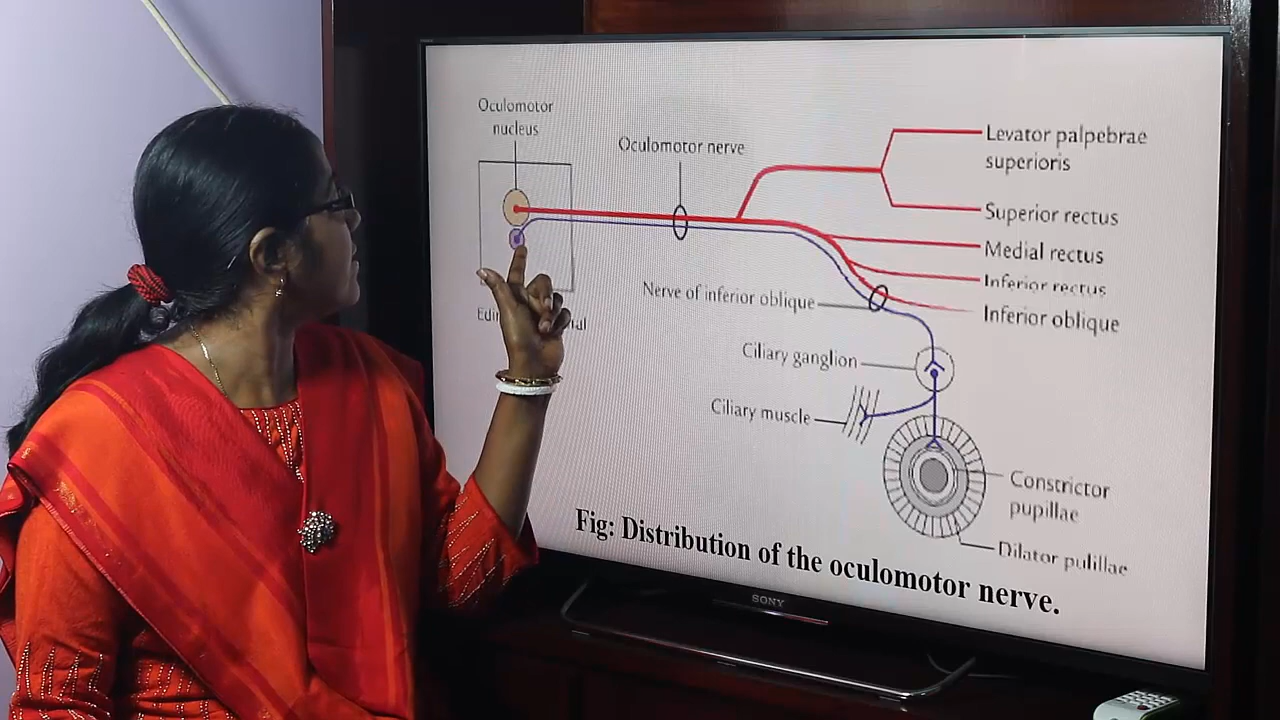 Oculomotor
nucleus
Oculomotor nerve
Levator palpebrae
superioris
Superior rectus
Medial rectus
Inferior rectus
Inferior oblique
Nerve of inferior oblique
Ciliary ganglion
Ciliary muscle
Constrictor
pupillae
Dilator pulillae
Fig: Distribution of the oculomotor nerve.
SONY